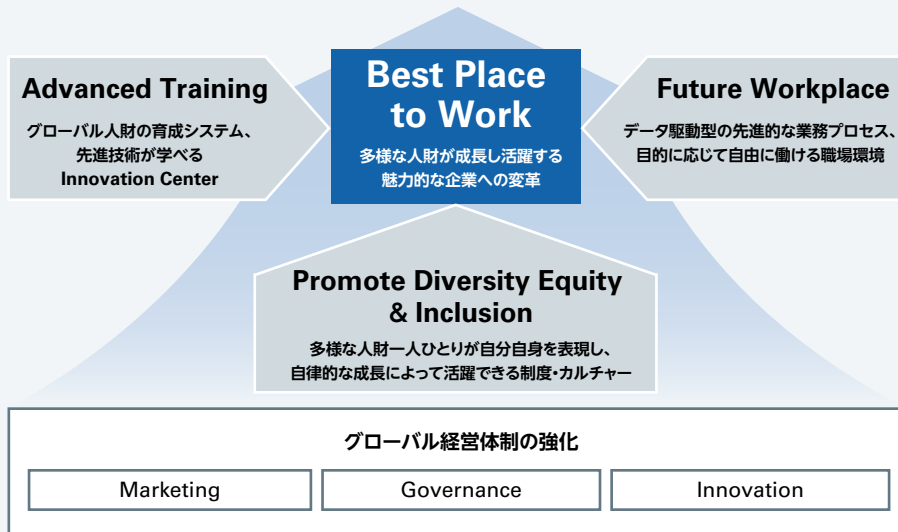 Advanced Training
グローバル人財の育成システム、
先進技術が学べる
Innovation Center
Best Place
to Work
多様な人財が成長し活躍する
魅力的な企業への変革
Future Workplace
データ駆動型の先進的な業務プロセス、
目的に応じて自由に働ける職場環境
Promote Diversity Equity
& Inclusion
多様な人財一人ひとりが自分自身を表現し、
自律的な成長によって活躍できる制度・カルチャー
グローバル経営体制の強化
Marketing
Governance
Innovation